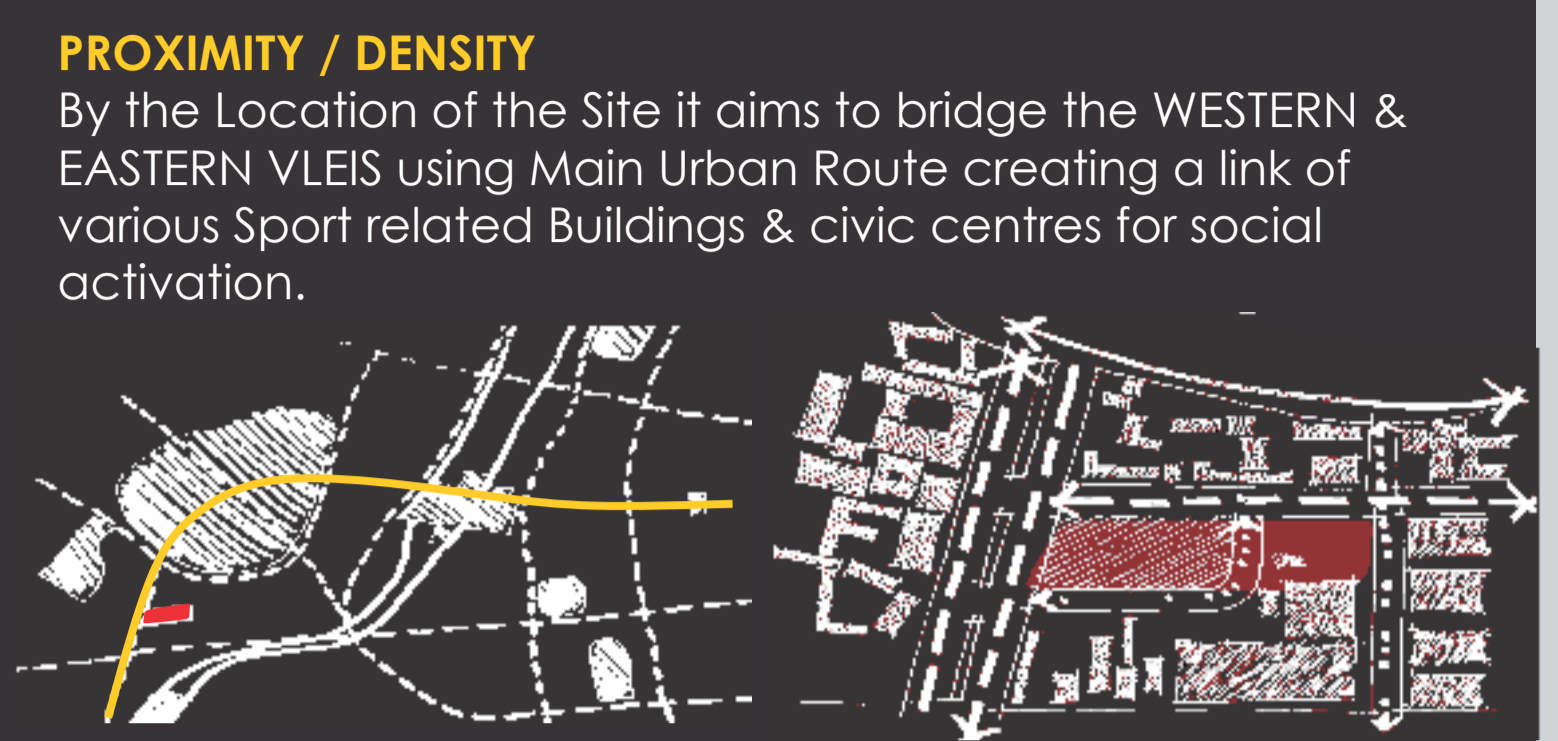 PROXIMITY / DENSITY
By the Location of the Site it aims to bridge the WESTERN &
EASTERN VLEIS using Main Urban Route creating a link of
various Sport related Buildings & civic centres for social
activation.